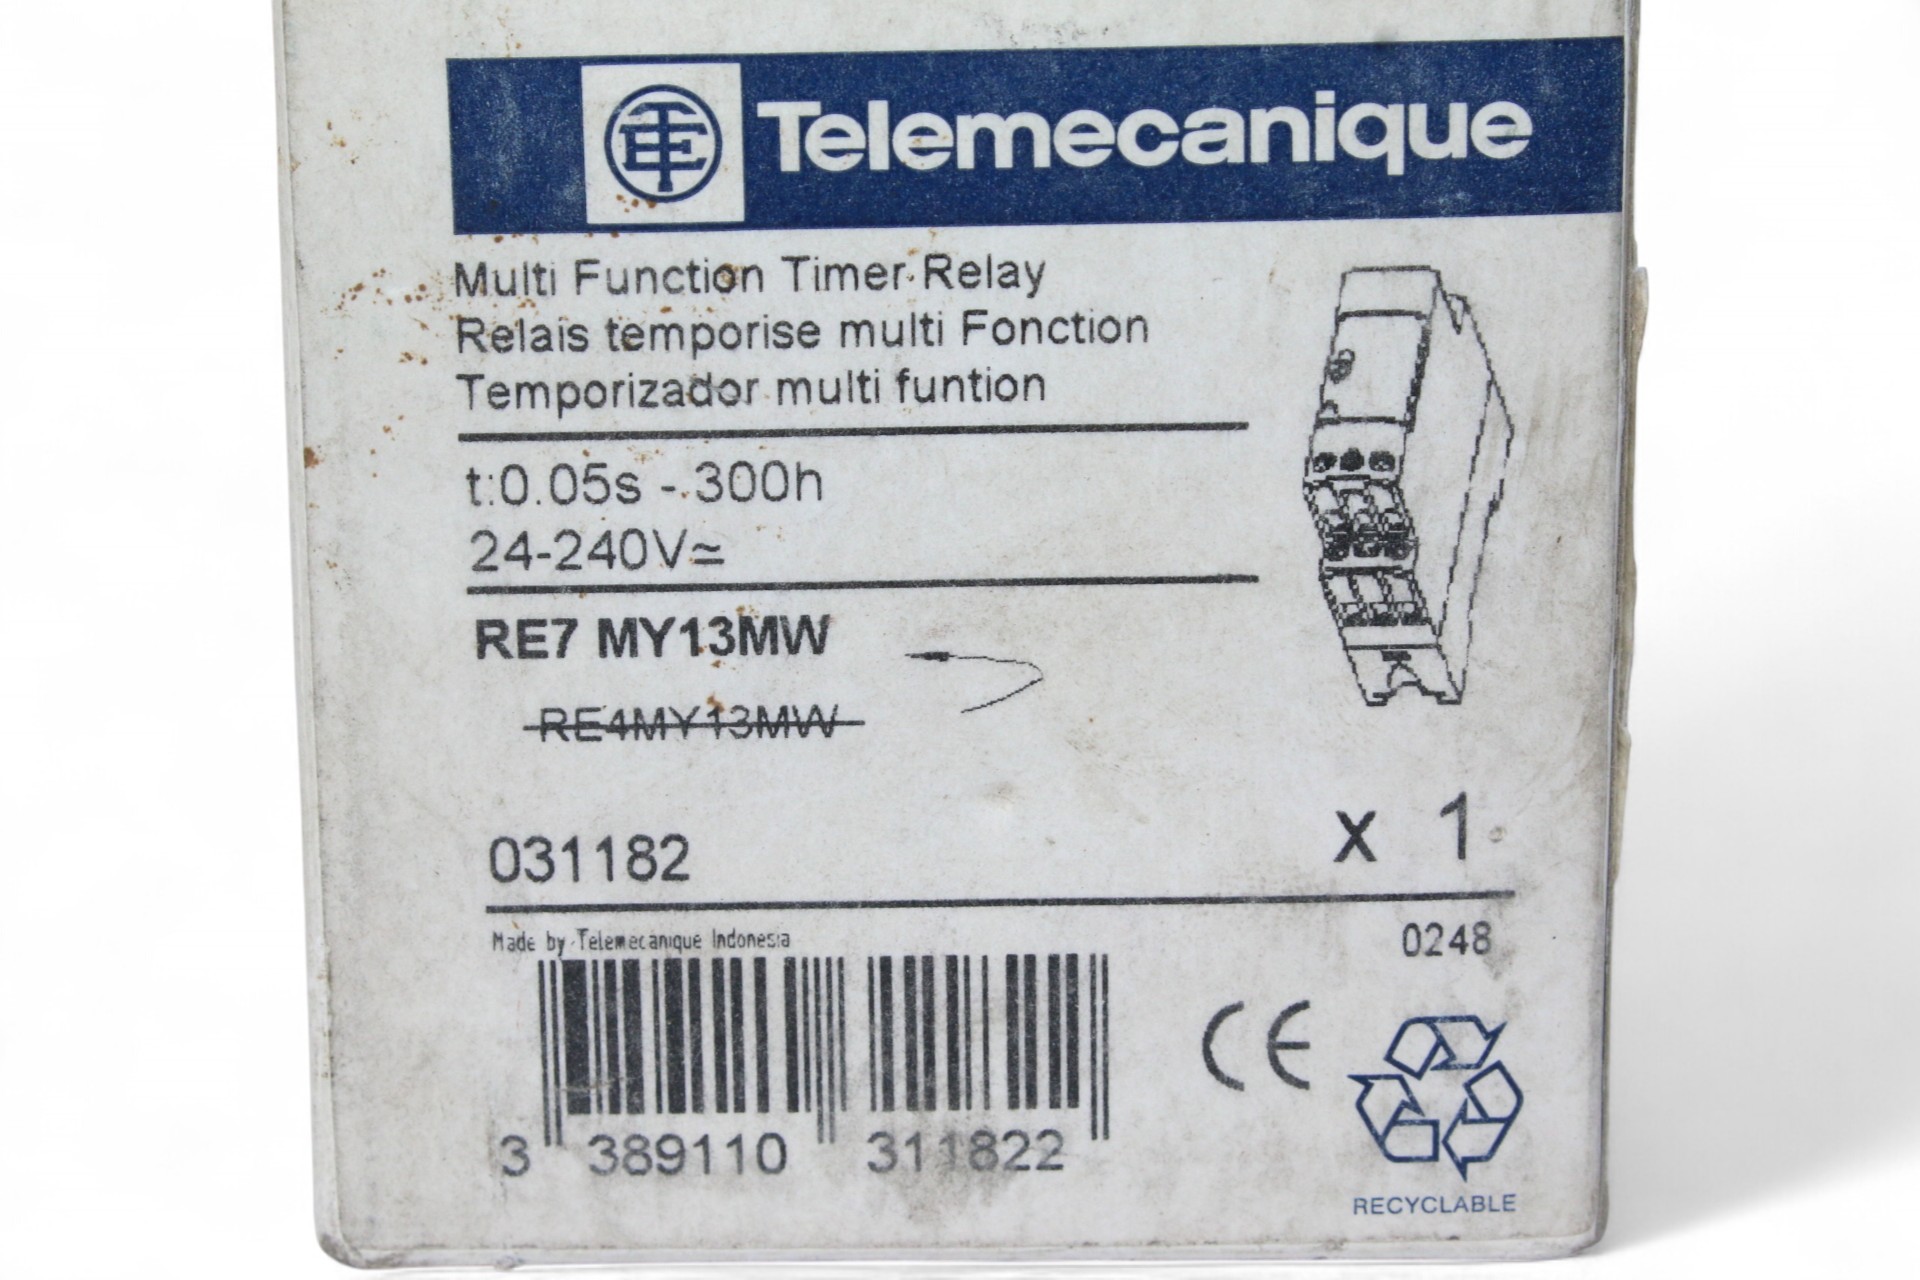 TE Telemecanique
Multi Function Timer Relay
Relais temporise multi Fonction
Temporizador multi funtion
t:0.05s - 300h
24-240V≃
RE7 MY13MW
RE4MY13MW
031182
x 1
Made by Telemecanique Indonesia
0248
CE
3 389110 311822
RECYCLABLE